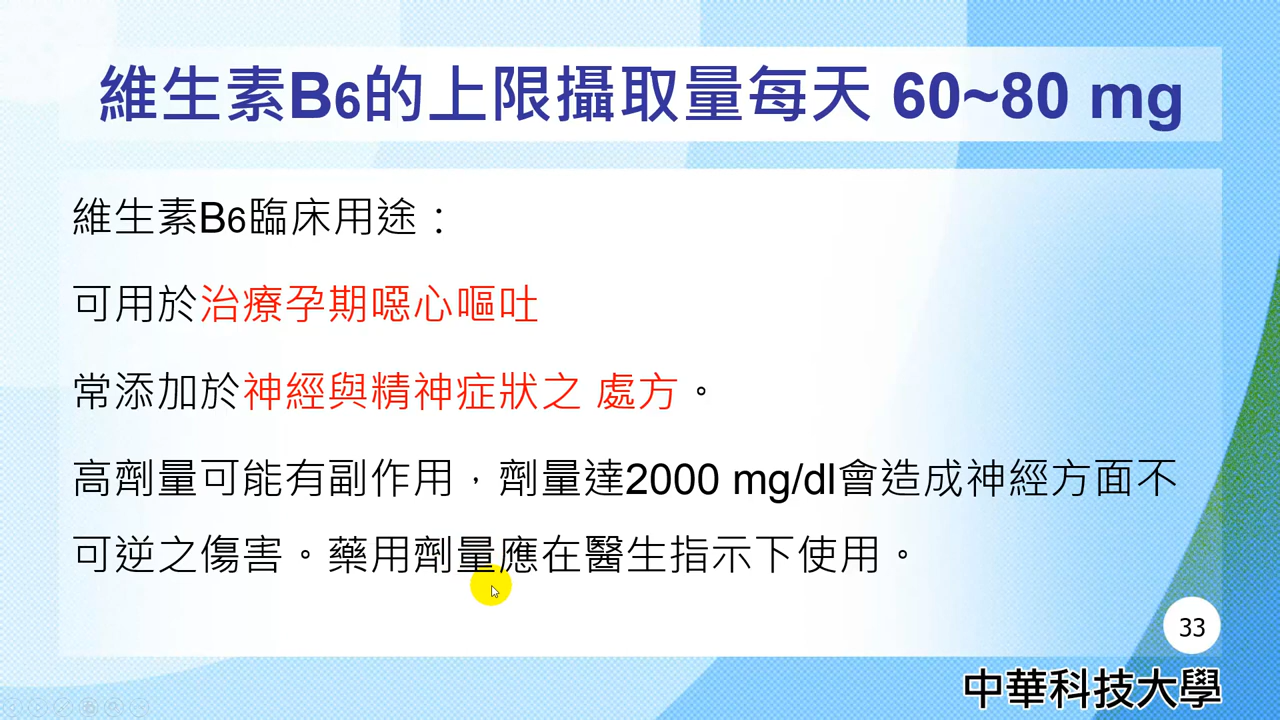 維生素B6的上限攝取量每天 60~80 mg
維生素B6臨床用途：
可用於治療孕期噁心嘔吐
常添加於神經與精神症狀之 處方。
高劑量可能有副作用，劑量達2000 mg/dl會造成神經方面不
可逆之傷害。藥用劑量應在醫生指示下使用。
33
中華科技大學